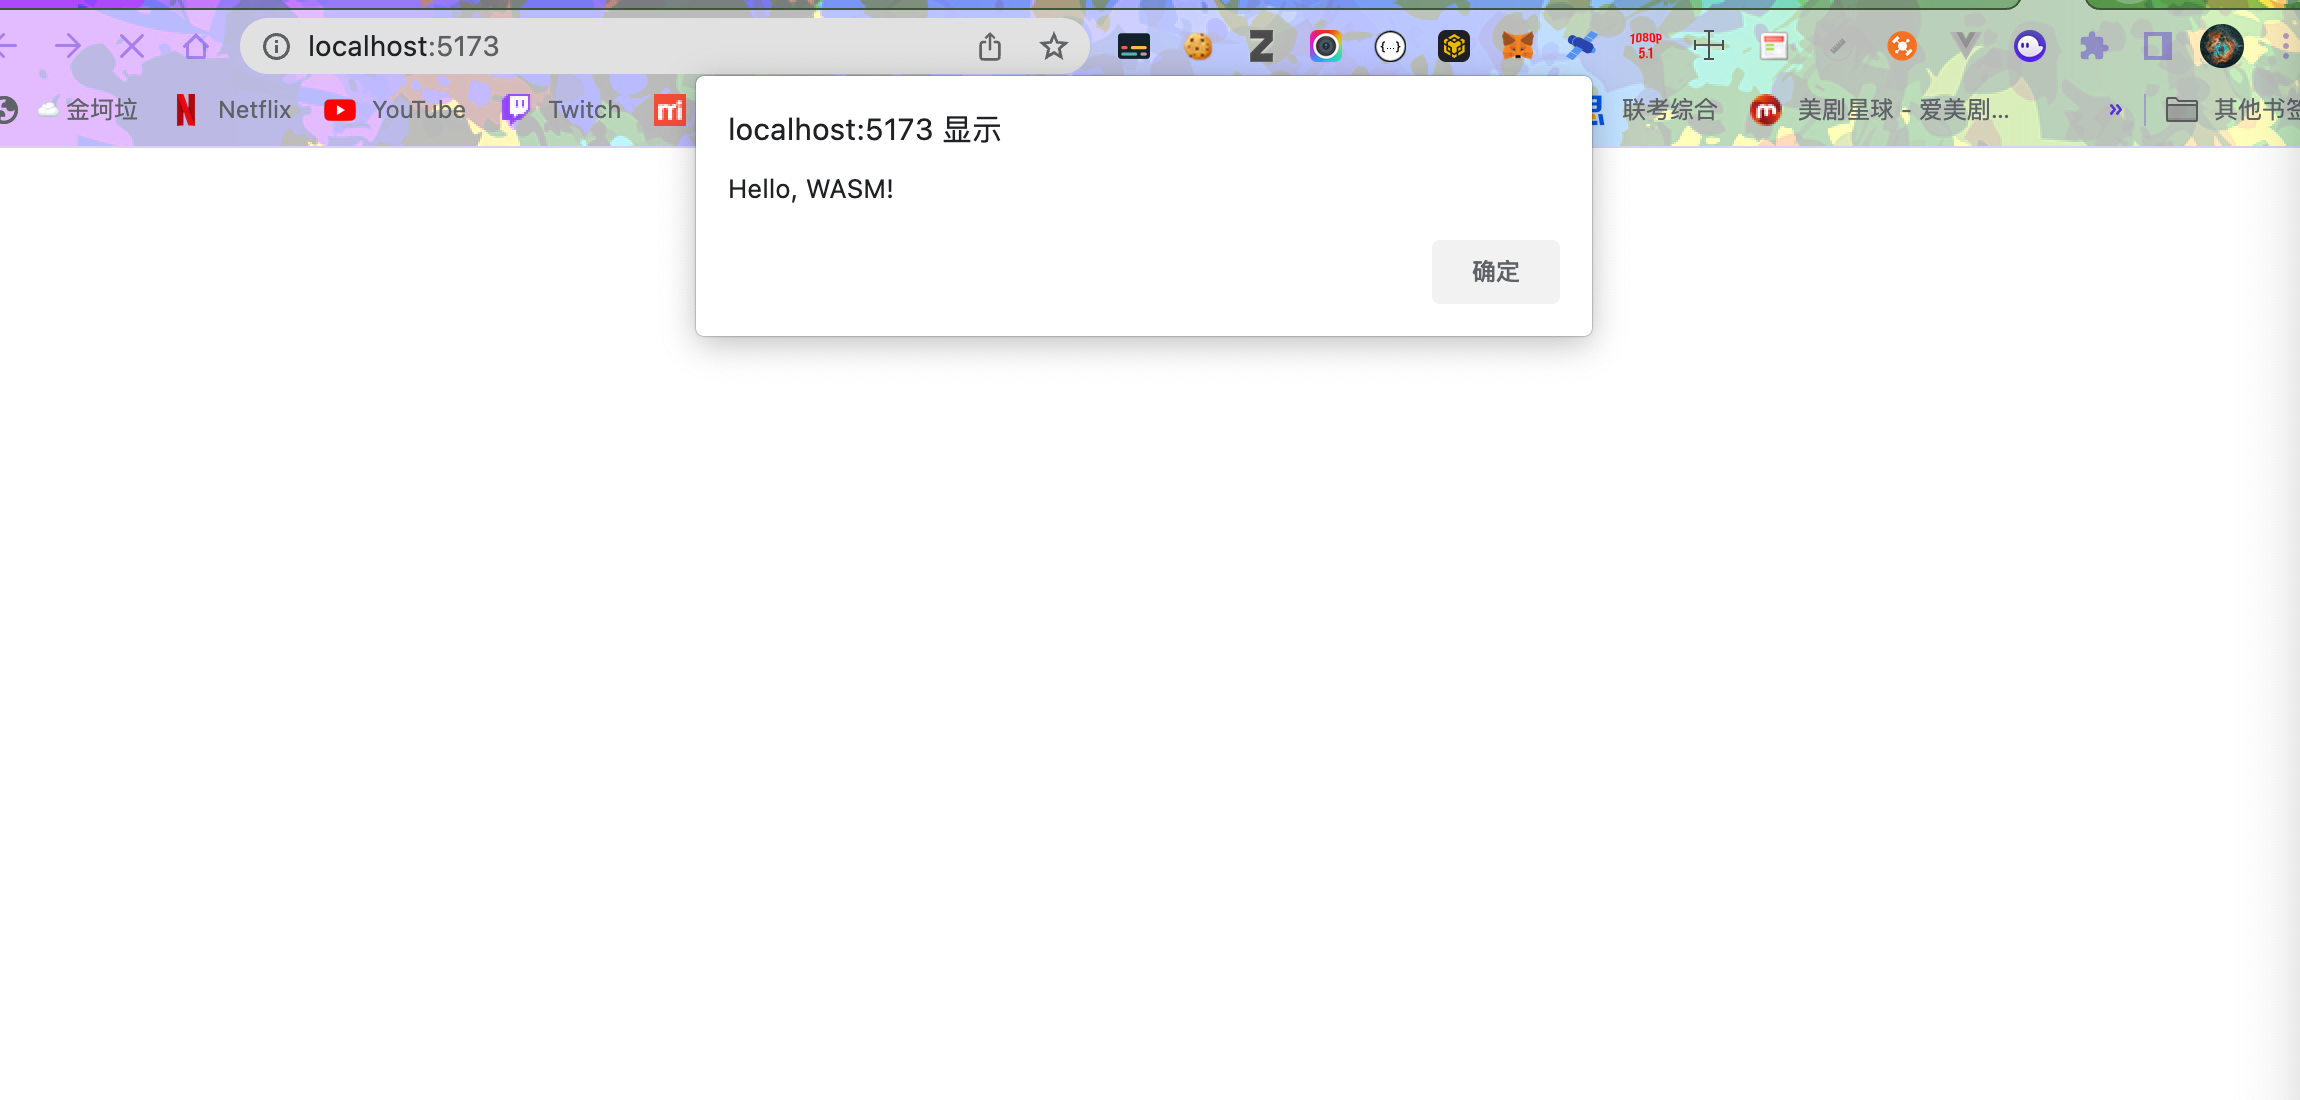 localhost:5173
1080P
5.1
金坷垃
Netflix
YouTube
Twitch
联考综合
美剧星球 - 爱美剧...
»
其他书签
localhost:5173 显示
Hello, WASM!
确定